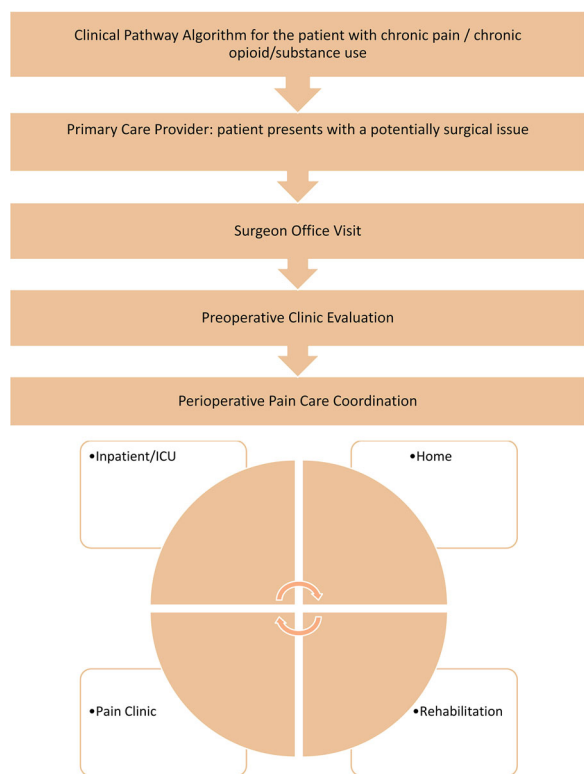 Clinical Pathway Algorithm for the patient with chronic pain / chronic
opioid/substance use
Primary Care Provider: patient presents with a potentially surgical issue
Surgeon Office Visit
Preoperative Clinic Evaluation
Perioperative Pain Care Coordination
•Inpatient/ICU
•Home
•Pain Clinic
•Rehabilitation